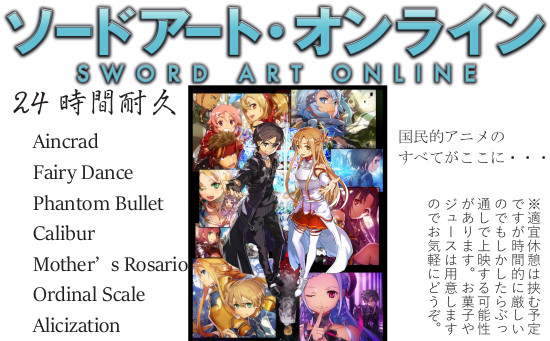 ソードアート・オンライン
SWORD ART ONLINE
24時間耐久
Aincrad
Fairy Dance
Phantom Bullet
Calibur
Mother's Rosario
Ordinal Scale
Alicization
国民的アニメの
すべてがここに・・・
※適宜休憩は挟む予定
ですが時間的に厳しい
のでもしかしたらぶっ
通しで上映する可能性
があります。お菓子や
ジュースは用意します
のでお気軽にどうぞ。